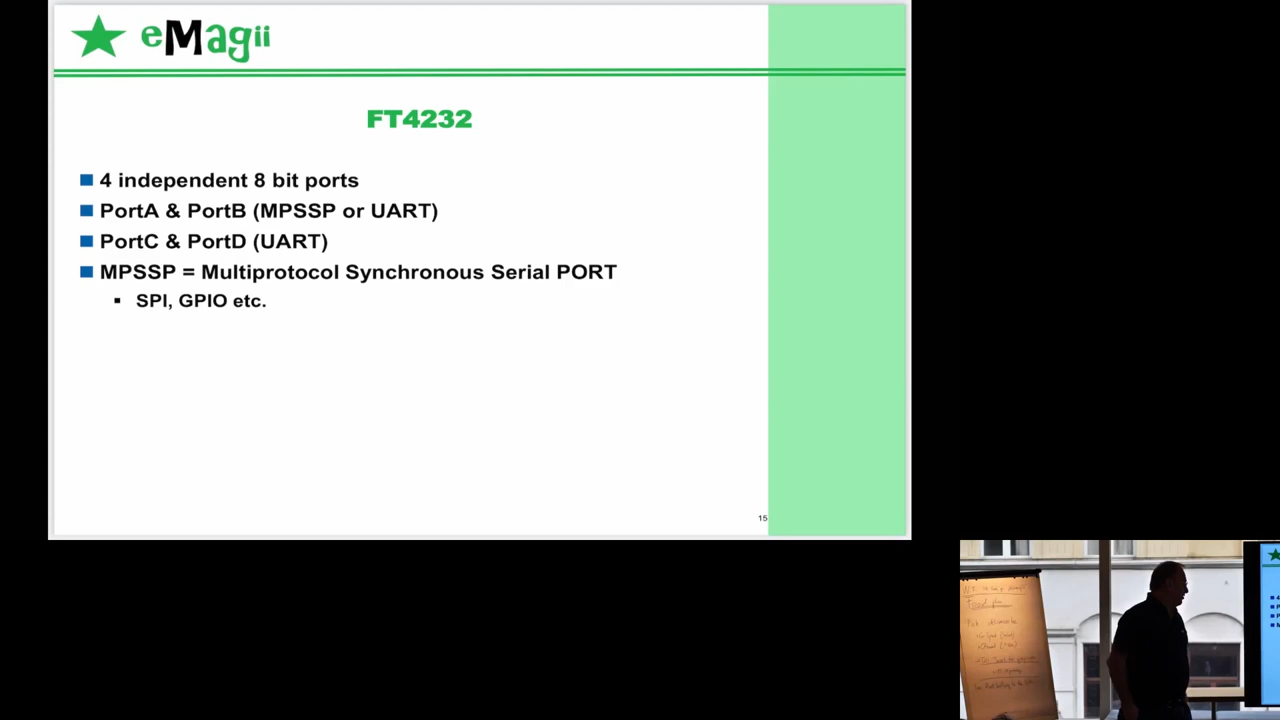 eMagii
FT4232
4 independent 8 bit ports
PortA & PortB (MPSSP or UART)
PortC & PortD (UART)
MPSSP = Multiprotocol Synchronous Serial PORT
SPI, GPIO etc.
15